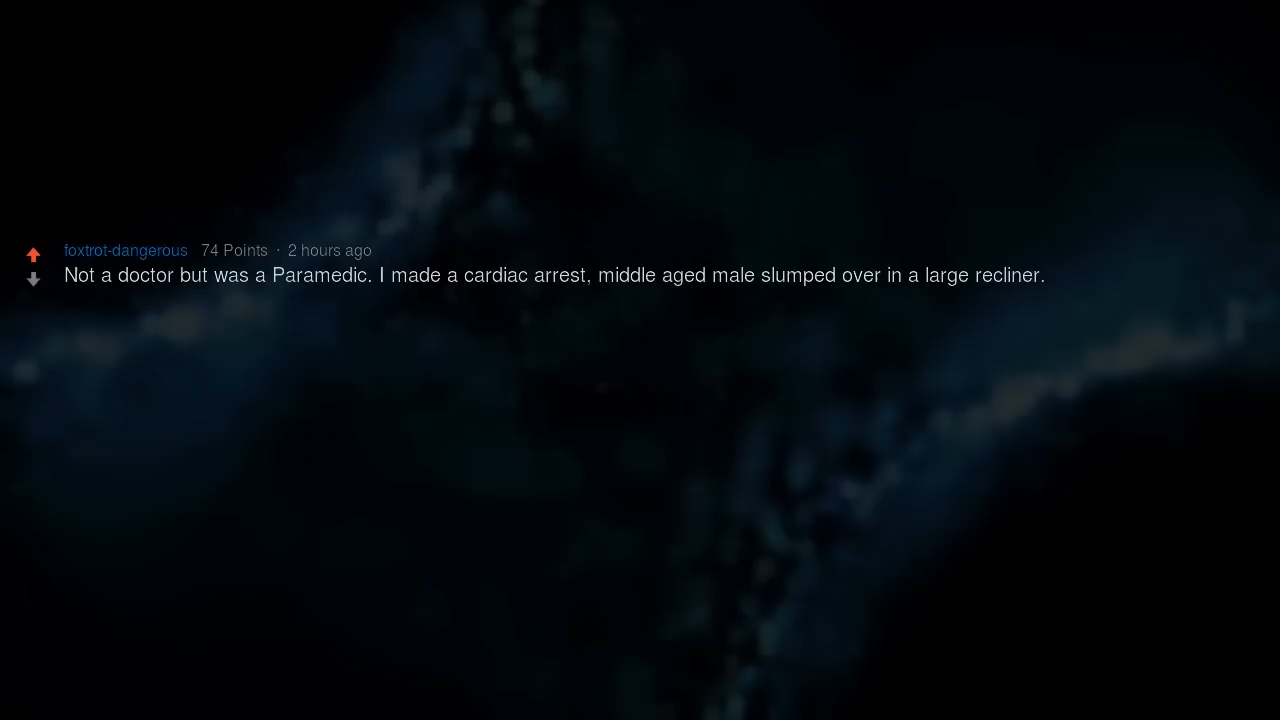 foxtrot-dangerous 74 Points · 2 hours ago
Not a doctor but was a Paramedic. I made a cardiac arrest, middle aged male slumped over in a large recliner.